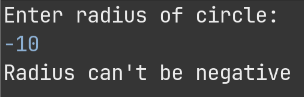 Enter radius of circle:
-10
Radius can't be negative